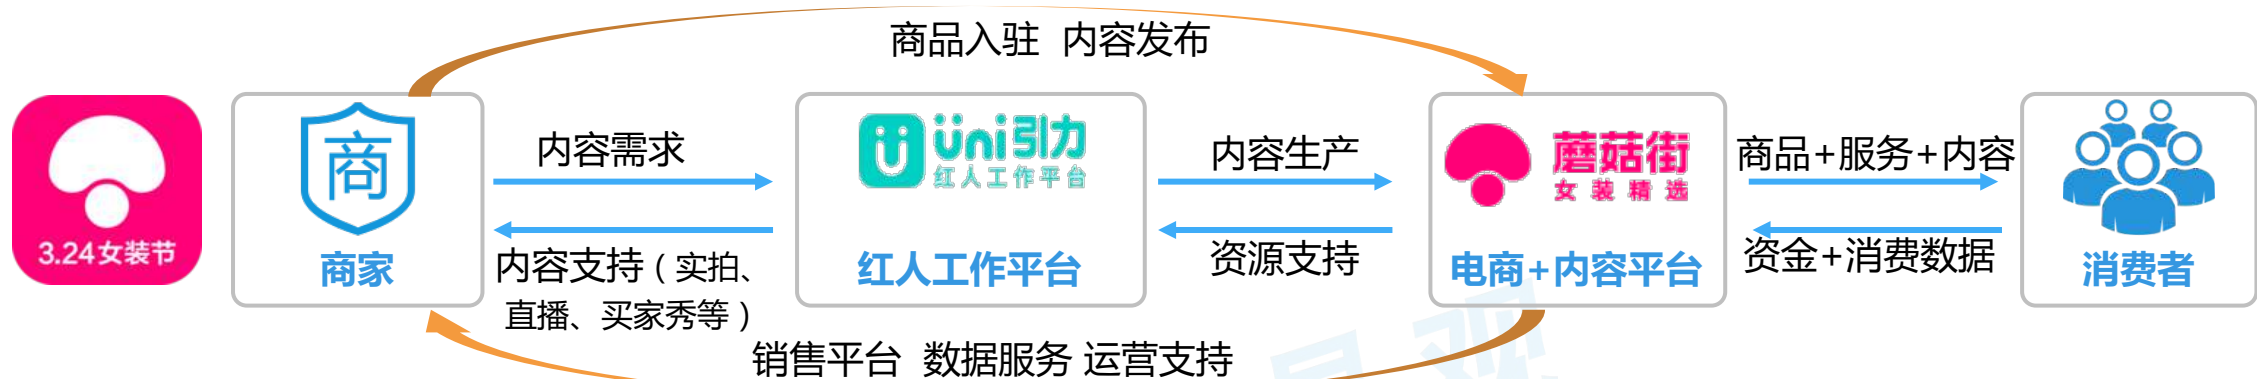 商品入驻 内容发布
3.24女装节
商
商家
内容需求
内容支持（实拍、
直播、买家秀等）
üni引力
红人工作平台
红人工作平台
内容生产
资源支持
蘑菇街
女装精选
电商+内容平台
商品+服务+内容
资金+消费数据
消费者
销售平台 数据服务 运营支持